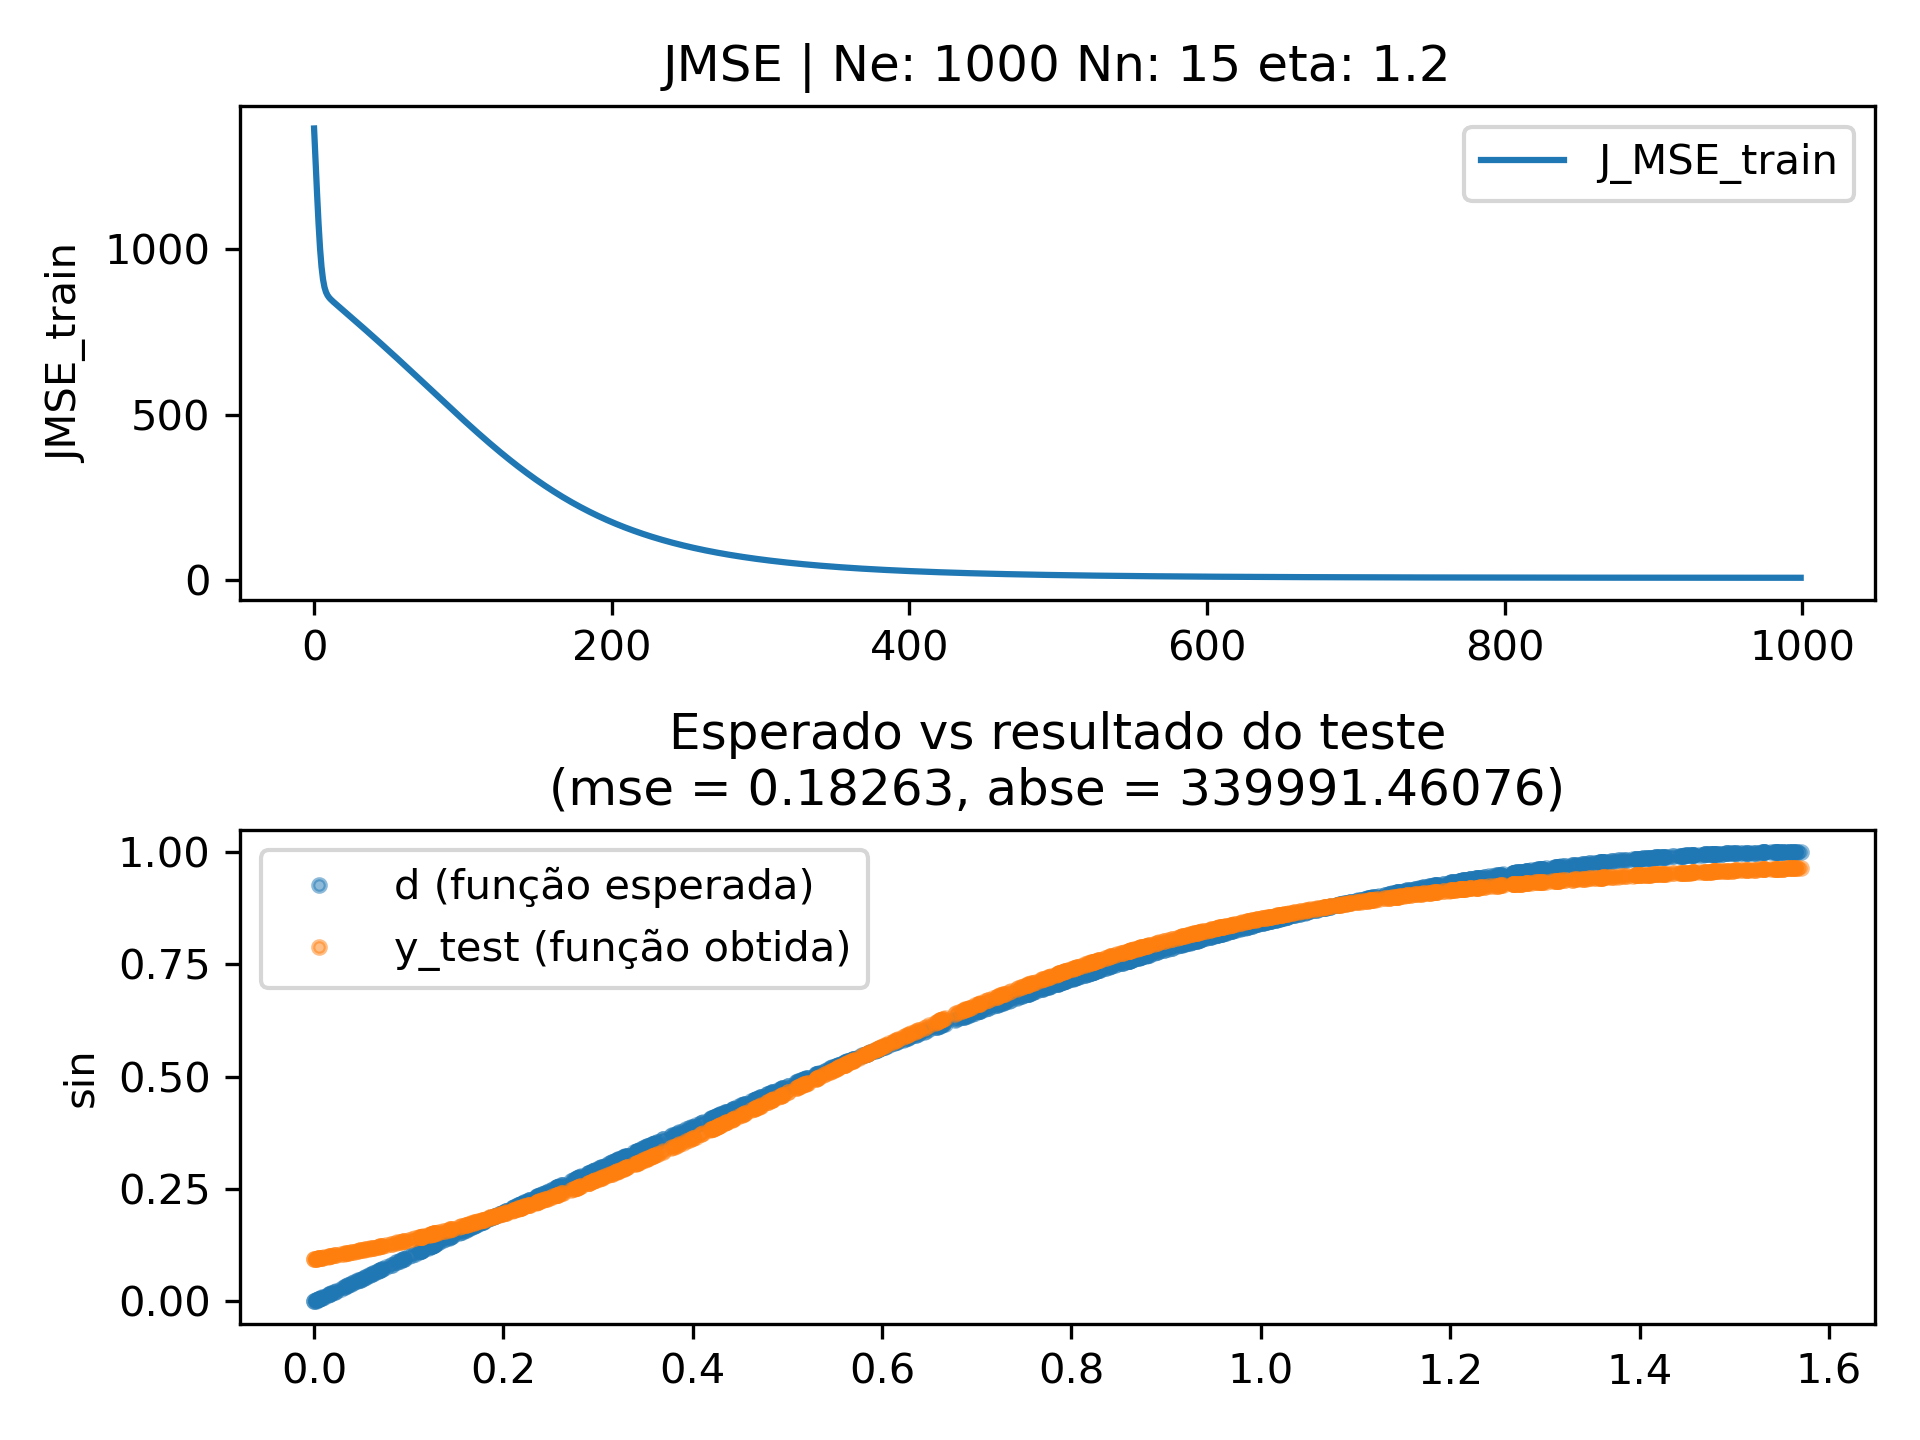 JMSE | Ne: 1000 Nn: 15 eta: 1.2
J_MSE_train
JMSE_train
1000
500
0
0
200
400
600
800
1000
Esperado vs resultado do teste
(mse = 0.18263, abse = 339991.46076)
d (função esperada)
y_test (função obtida)
sin
1.00
0.75
0.50
0.25
0.00
0.0
0.2
0.4
0.6
0.8
1.0
1.2
1.4
1.6